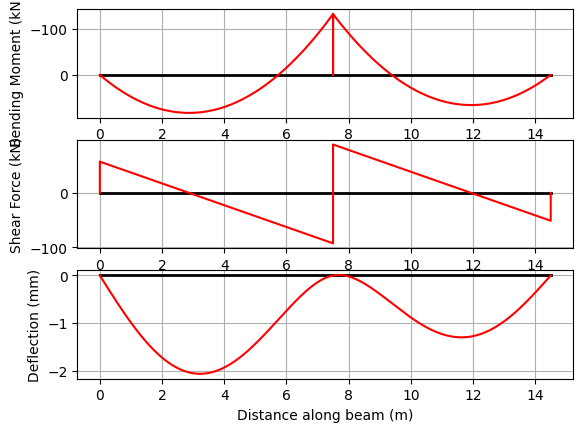 Bending Moment (kN
−100
0
0 2 4 6 8 10 12 14
Shear Force (kN)
0
−100
0 2 4 6 8 10 12 14
Deflection (mm)
0
−1
−2
0 2 4 6 8 10 12 14
Distance along beam (m)